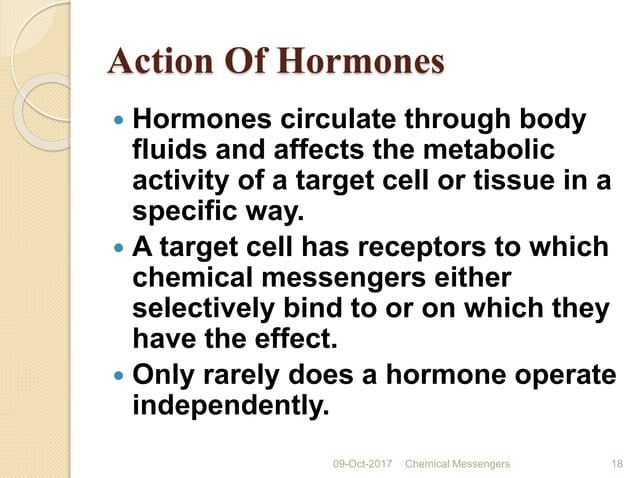 Action Of Hormones
• Hormones circulate through body
fluids and affects the metabolic
activity of a target cell or tissue in a
specific way.
• A target cell has receptors to which
chemical messengers either
selectively bind to or on which they
have the effect.
• Only rarely does a hormone operate
independently.
09-Oct-2017 Chemical Messengers 18